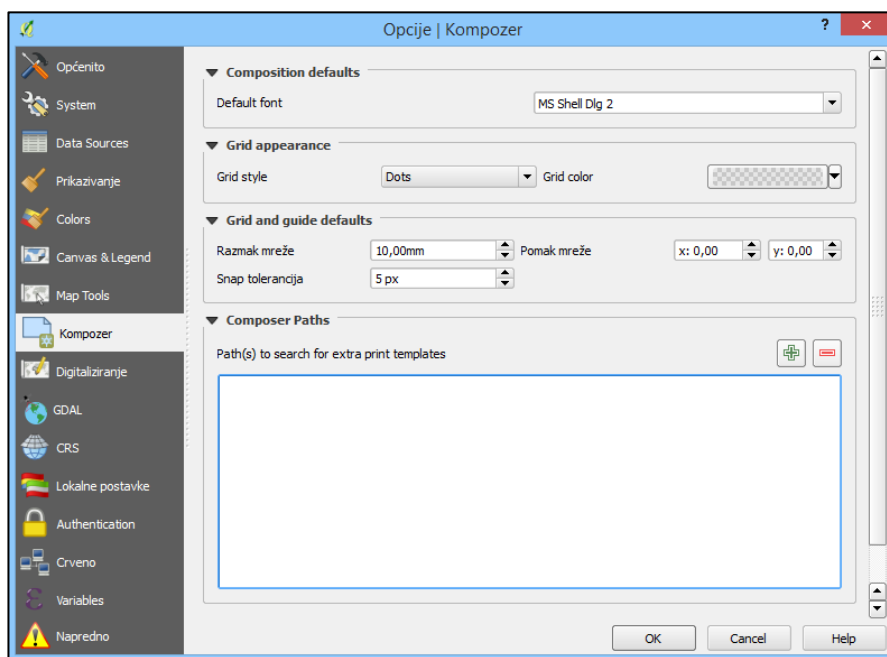 Opcije | Kompozer
?
Općenito
System
Data Sources
Prikazivanje
Colors
Canvas & Legend
Map Tools
Kompozer
Digitaliziranje
GDAL
CRS
Lokalne postavke
Authentication
Crveno
Variables
Napredno
Composition defaults
Default font MS Shell Dlg 2
Grid appearance
Grid style Dots Grid color
Grid and guide defaults
Razmak mreže 10,00mm Pomak mreže x: 0,00 y: 0,00
Snap tolerancija 5 px
Composer Paths
Path(s) to search for extra print templates
OK Cancel Help